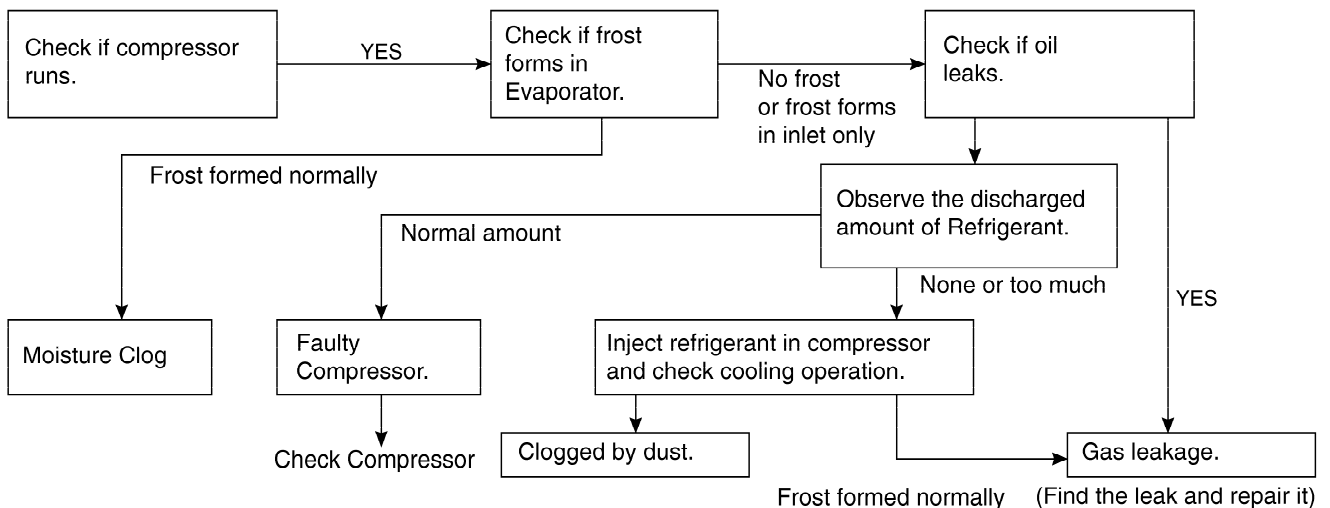 Check if compressor
runs.
YES
Check if frost
forms in
Evaporator.
No frost
or frost forms
in inlet only
Check if oil
leaks.
Frost formed normally
Observe the discharged
amount of Refrigerant.
Normal amount
None or too much
YES
Moisture Clog
Faulty
Compressor.
Inject refrigerant in compressor
and check cooling operation.
Check Compressor
Clogged by dust.
Gas leakage.
Frost formed normally
(Find the leak and repair it)